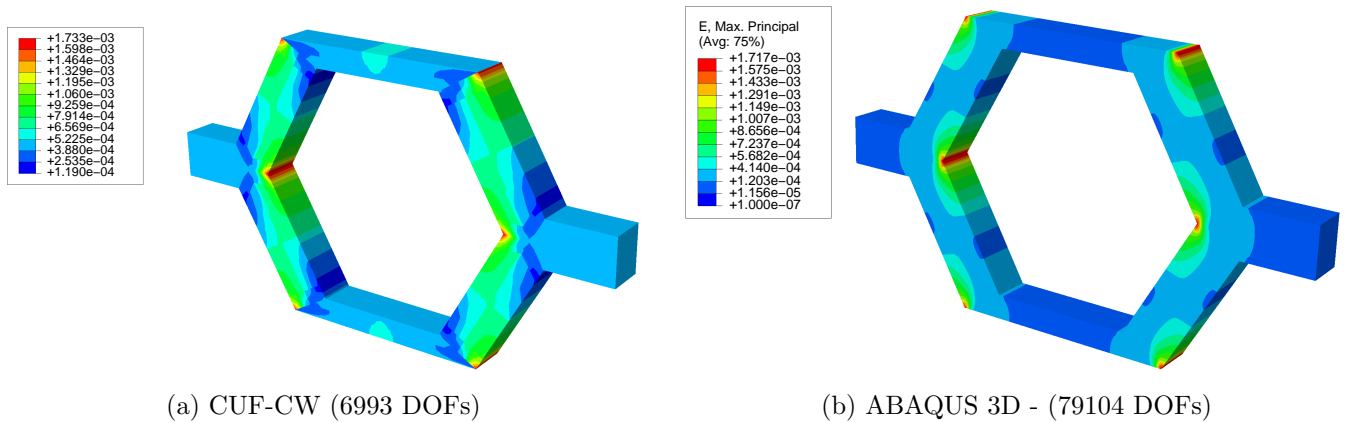 +1.733e−03
+1.598e−03
+1.464e−03
+1.329e−03
+1.195e−03
+1.060e−03
+9.259e−04
+7.914e−04
+6.569e−04
+5.225e−04
+3.880e−04
+2.535e−04
+1.190e−04
E, Max. Principal
(Avg: 75%)
+1.717e−03
+1.575e−03
+1.433e−03
+1.291e−03
+1.149e−03
+1.007e−03
+8.656e−04
+7.237e−04
+5.682e−04
+4.140e−04
+1.203e−04
+1.156e−05
+1.000e−07
(a) CUF-CW (6993 DOFs)
(b) ABAQUS 3D - (79104 DOFs)